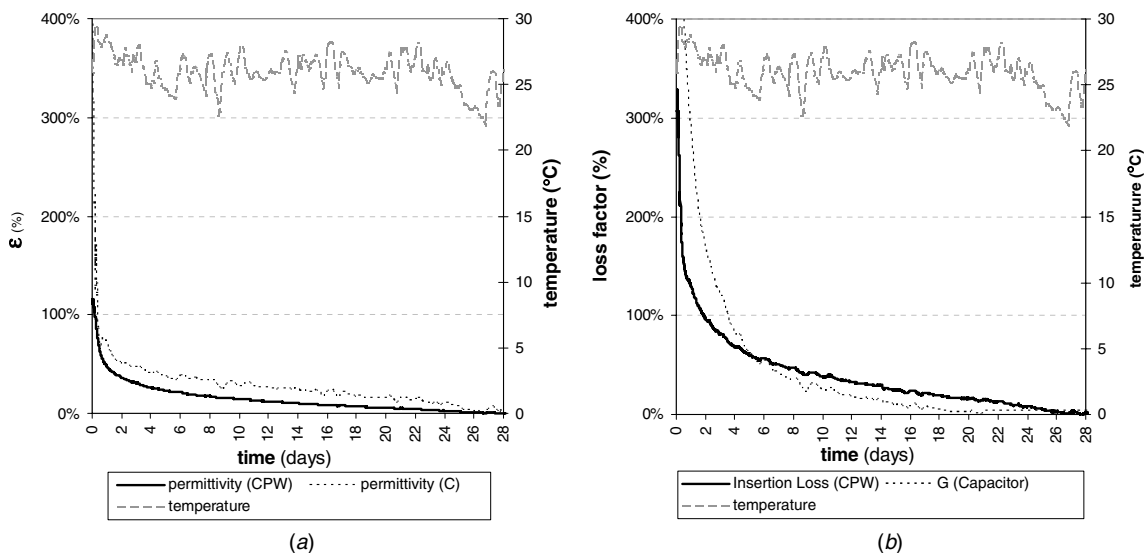 400%
300%
200%
100%
0%
30
25
20
15
10
5
0
ε (%)
temperature (°C)
0 2 4 6 8 10 12 14 16 18 20 22 24 26 28
time (days)
permittivity (CPW) permittivity (C)
temperature
(a)
400%
300%
200%
100%
0%
30
25
20
15
10
5
0
loss factor (%)
temperaturure (°C)
0 2 4 6 8 10 12 14 16 18 20 22 24 26 28
time (days)
Insertion Loss (CPW) G (Capacitor)
temperature
(b)